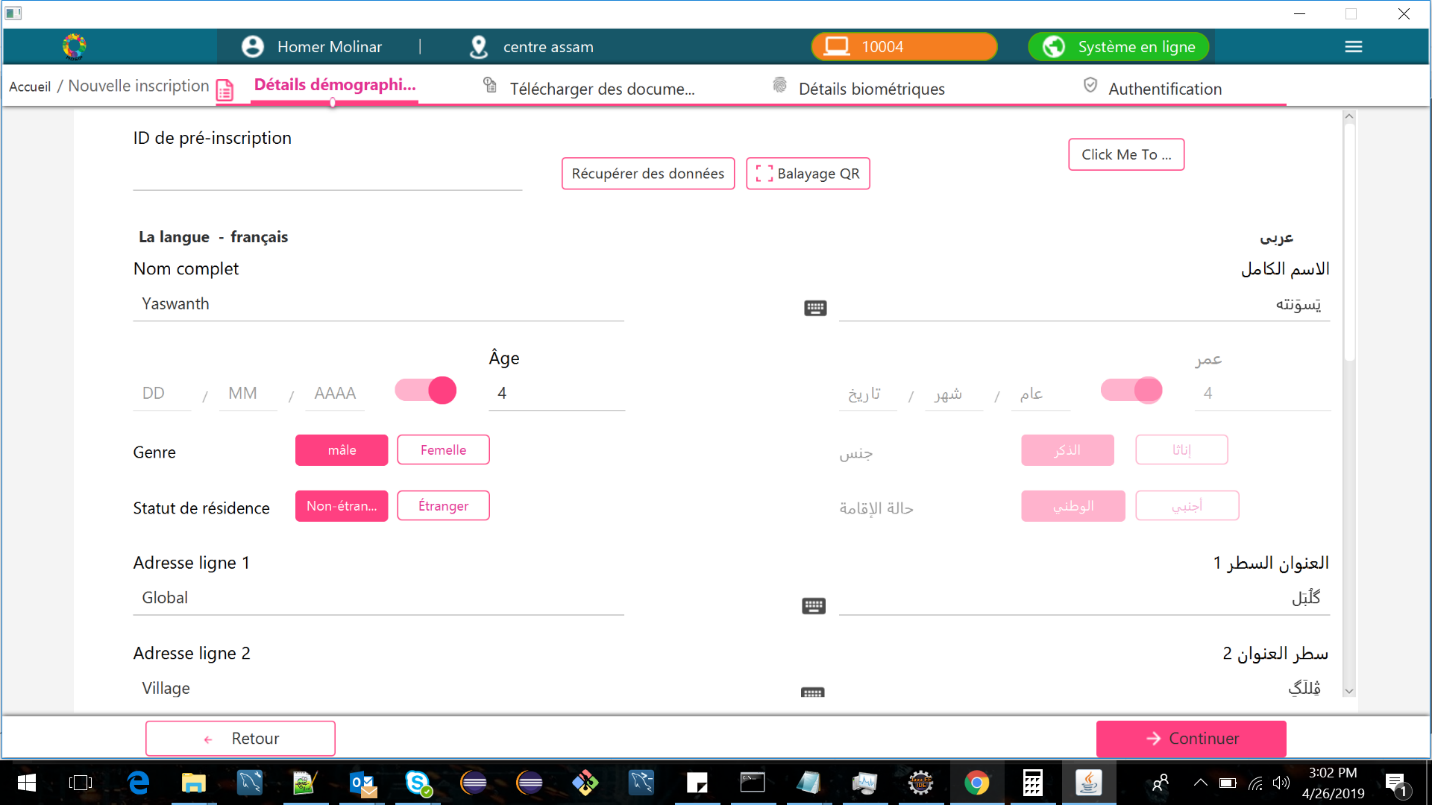 Homer Molinar | centre assam 10004 Système en ligne
Accueil / Nouvelle inscription Détails démographi... Télécharger des docume... Détails biométriques Authentification
ID de pré-inscription
Récupérer des données Balayage QR Click Me To ...
La langue - français عربى
Nom complet الاسم الكامل
Yaswanth يَسوَنته
Âge عمر
DD / MM / AAAA 4 تاريخ / شهر / عام 4
Genre mâle Femelle جنس الذكر إناثا
Statut de résidence Non-étran... Étranger حالة الإقامة الوطني أجنبي
Adresse ligne 1 العنوان السطر 1
Global گلُبَل
Adresse ligne 2 سطر العنوان 2
Village ڤِللَگِ
Retour Continuer
3:02 PM
4/26/2019
1